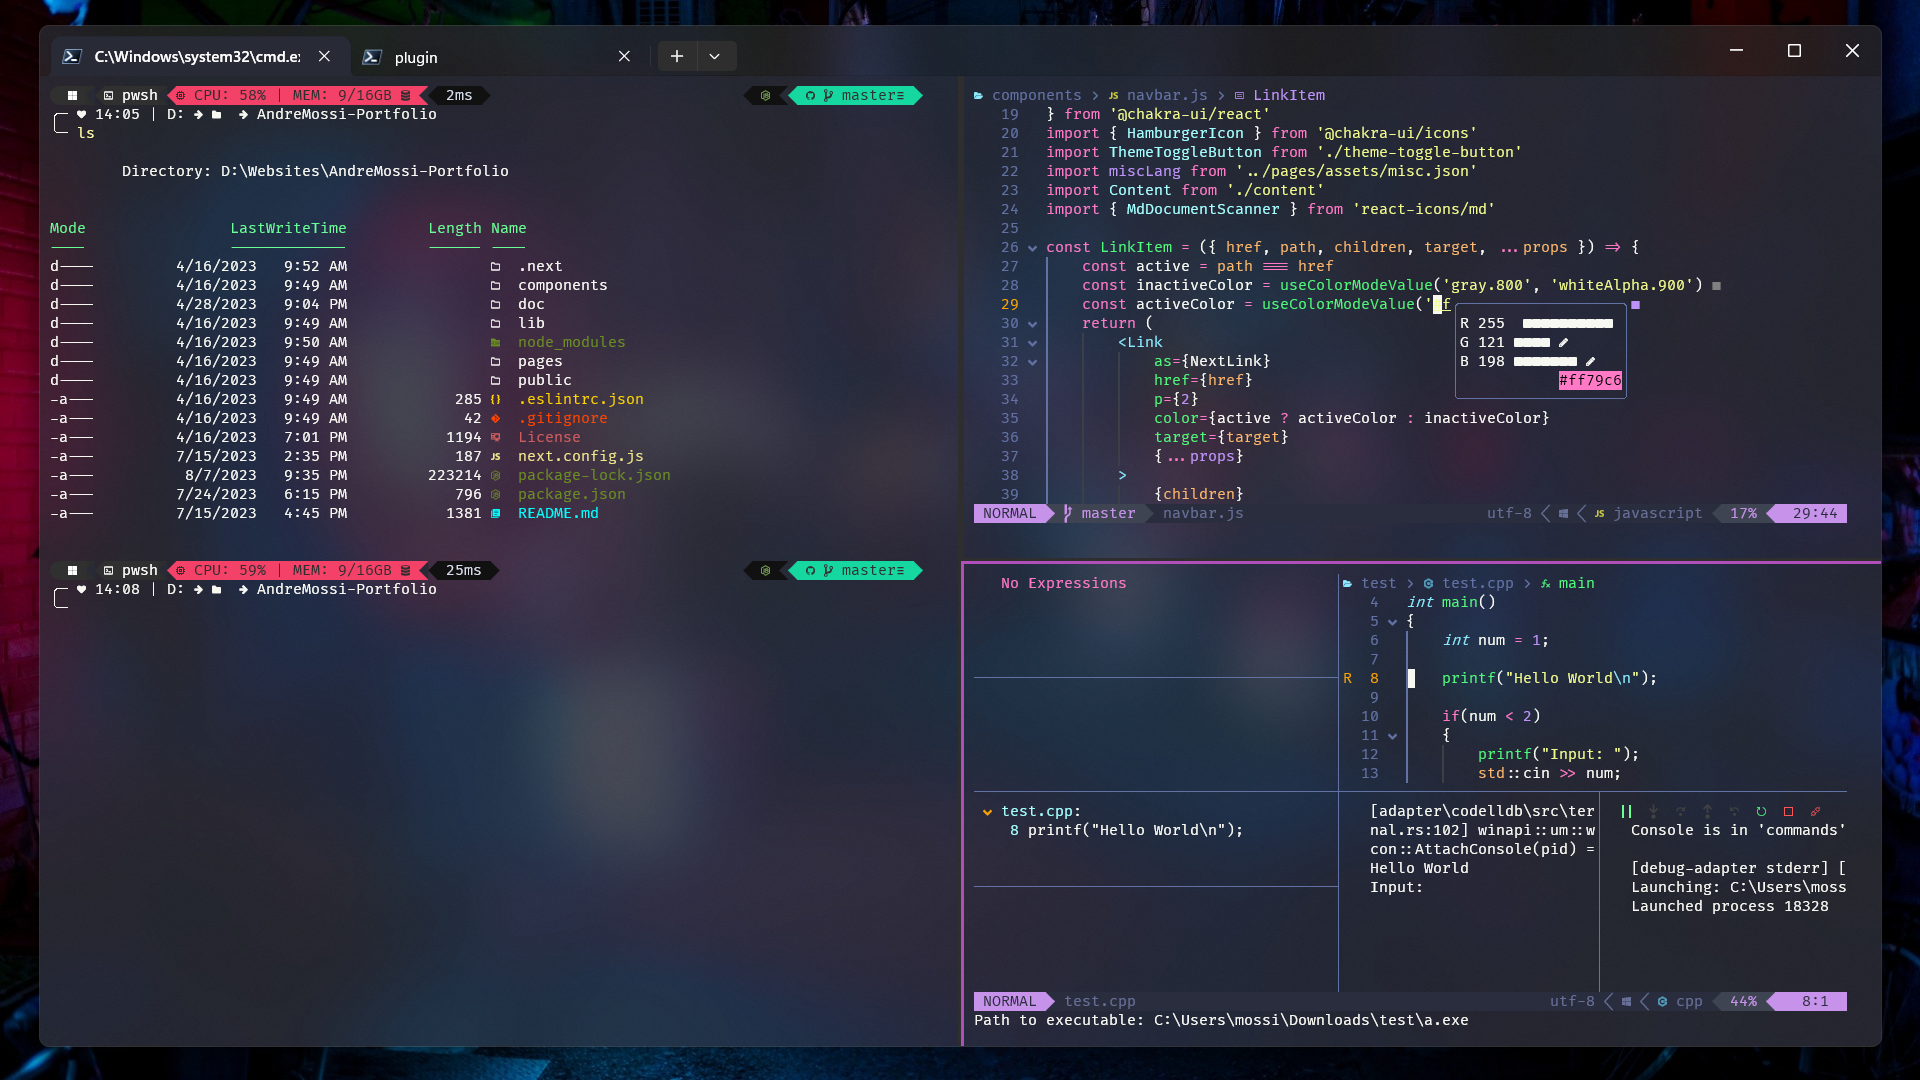 C:\Windows\system32\cmd.e:
plugin
pwsh CPU: 58% | MEM: 9/16GB 2ms master≡
14:05 | D: → → AndreMossi-Portfolio
ls
Directory: D:\Websites\AndreMossi-Portfolio
Mode LastWriteTime Length Name
---- ------------- ------ ----
d---- 4/16/2023 9:52 AM .next
d---- 4/16/2023 9:49 AM components
d---- 4/28/2023 9:04 PM doc
d---- 4/16/2023 9:49 AM lib
d---- 4/16/2023 9:50 AM node_modules
d---- 4/16/2023 9:49 AM pages
d---- 4/16/2023 9:49 AM public
-a--- 4/16/2023 9:49 AM 285 {} .eslintrc.json
-a--- 4/16/2023 9:49 AM 42 .gitignore
-a--- 4/16/2023 7:01 PM 1194 License
-a--- 7/15/2023 2:35 PM 187 JS next.config.js
-a--- 8/7/2023 9:35 PM 223214 package-lock.json
-a--- 7/24/2023 6:15 PM 796 package.json
-a--- 7/15/2023 4:45 PM 1381 README.md
pwsh CPU: 59% | MEM: 9/16GB 25ms master≡
14:08 | D: → → AndreMossi-Portfolio
components > JS navbar.js > LinkItem
19 } from '@chakra-ui/react'
20 import { HamburgerIcon } from '@chakra-ui/icons'
21 import ThemeToggleButton from './theme-toggle-button'
22 import miscLang from '../pages/assets/misc.json'
23 import Content from './content'
24 import { MdDocumentScanner } from 'react-icons/md'
25
26 const LinkItem = ({ href, path, children, target, ...props }) => {
27 const active = path === href
28 const inactiveColor = useColorModeValue('gray.800', 'whiteAlpha.900')
29 const activeColor = useColorModeValue('#f
30 return (
31 <Link
32 as={NextLink}
33 href={href}
34 p={2}
35 color={active ? activeColor : inactiveColor}
36 target={target}
37 {...props}
38 >
39 {children}
R 255
G 121
B 198
#ff79c6
NORMAL master navbar.js utf-8 JS javascript 17% 29:44
No Expressions
test > test.cpp > main
4 int main()
5 {
6 int num = 1;
7
R 8 printf("Hello World\n");
9
10 if(num < 2)
11 {
12 printf("Input: ");
13 std::cin >> num;
test.cpp:
8 printf("Hello World\n");
[adapter\codelldb\src\ter
nal.rs:102] winapi::um::w
con::AttachConsole(pid) =
Hello World
Input:
Console is in 'commands'
[debug-adapter stderr] [
Launching: C:\Users\moss
Launched process 18328
NORMAL test.cpp utf-8 cpp 44% 8:1
Path to executable: C:\Users\mossi\Downloads\test\a.exe